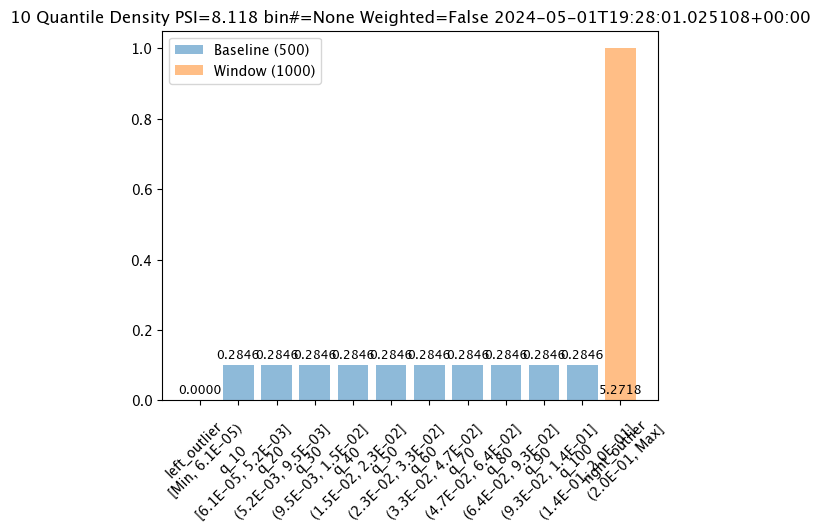 10 Quantile Density PSI=8.118 bin#=None Weighted=False 2024-05-01T19:28:01.025108+00:00
Baseline (500)
Window (1000)
1.0
0.8
0.6
0.4
0.2
0.0
0.0000
0.2846
0.2846
0.2846
0.2846
0.2846
0.2846
0.2846
0.2846
0.2846
0.2846
5.2718
left_outlier
[Min, 6.1E-05)
q_10
[6.1E-05, 5.2E-03]
q_20
(5.2E-03, 9.5E-03]
q_30
(9.5E-03, 1.5E-02]
q_40
(1.5E-02, 2.3E-02]
q_50
(2.3E-02, 3.3E-02]
q_60
(3.3E-02, 4.7E-02]
q_70
(4.7E-02, 6.4E-02]
q_80
(6.4E-02, 9.3E-02]
q_90
(9.3E-02, 1.4E-01]
q_100
(1.4E-01, 2.0E-01]
right_outlier
(2.0E-01, Max]